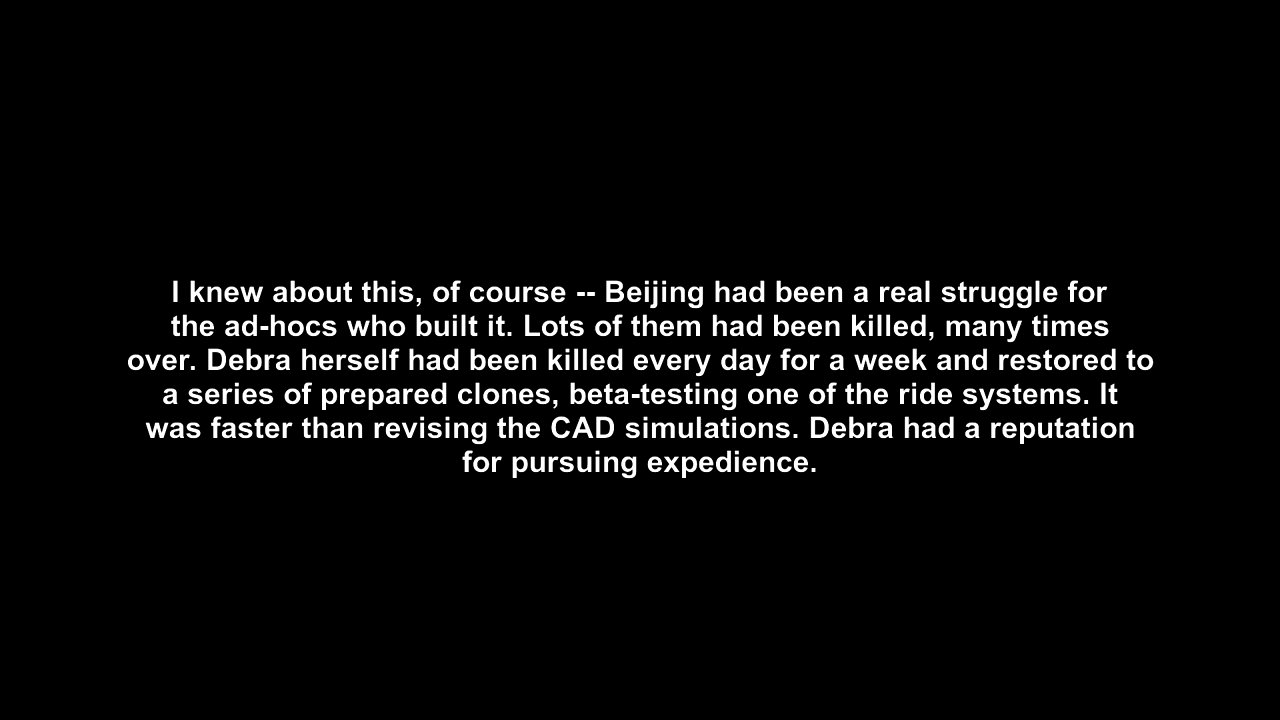 I knew about this, of course -- Beijing had been a real struggle for
the ad-hocs who built it. Lots of them had been killed, many times
over. Debra herself had been killed every day for a week and restored to
a series of prepared clones, beta-testing one of the ride systems. It
was faster than revising the CAD simulations. Debra had a reputation
for pursuing expedience.